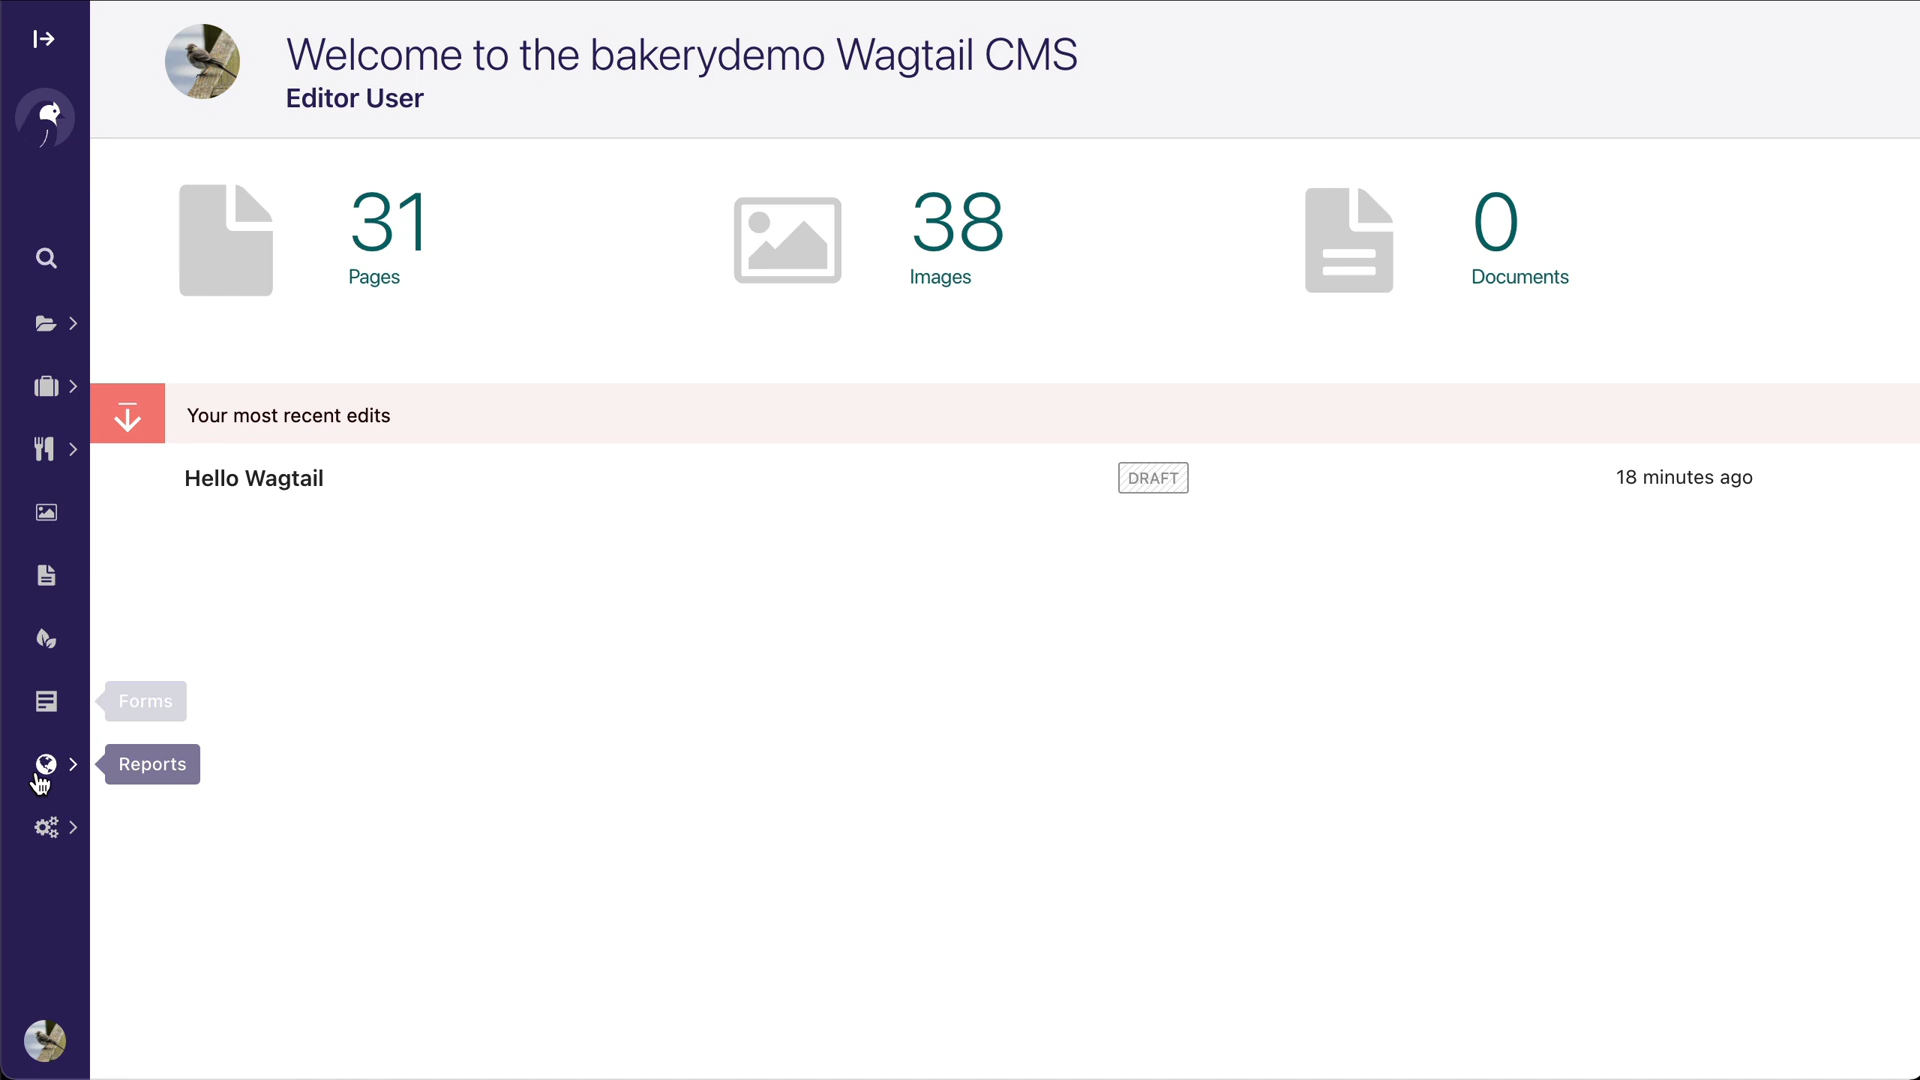 Welcome to the bakerydemo Wagtail CMS
Editor User
31
Pages
38
Images
0
Documents
Your most recent edits
Hello Wagtail
DRAFT
18 minutes ago
Forms
Reports